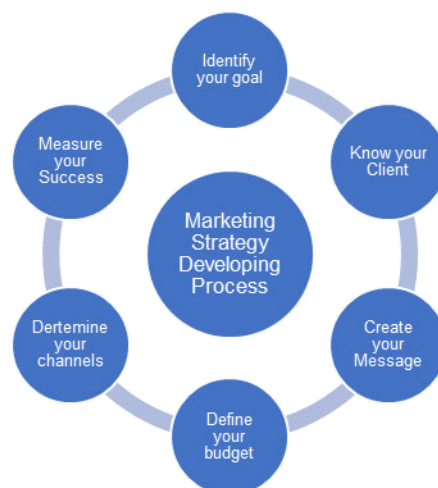 Identify
your goal
Know your
Client
Create
your
Message
Define
your
budget
Dertemine
your
channels
Measure
your
Success
Marketing
Strategy
Developing
Process